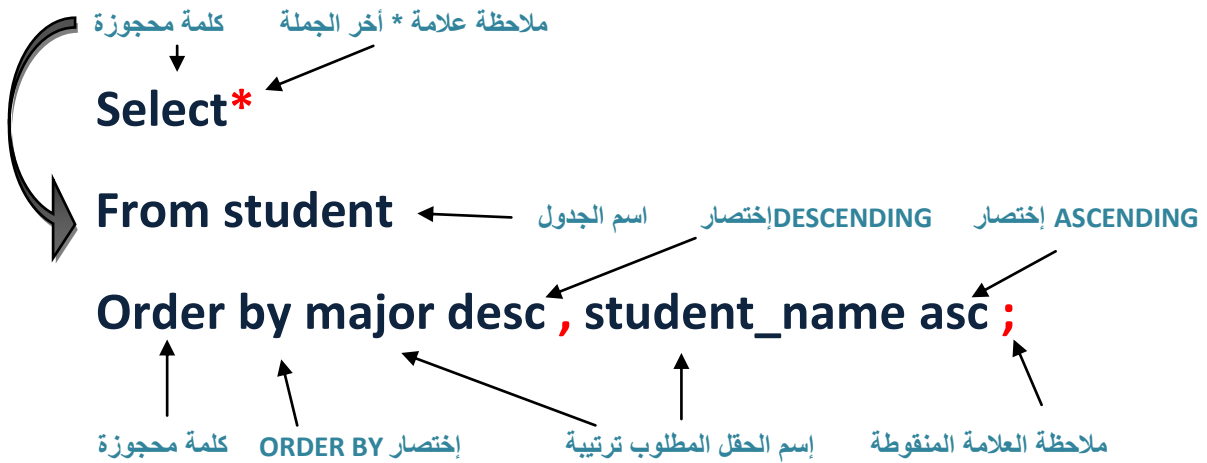 كلمة محجوزة ملاحظة علامة * أخر الجملة
Select*
From student
اسم الجدول إختصارDESCENDING إختصار ASCENDING
Order by major desc , student_name asc ;
كلمة محجوزة إختصار ORDER BY إسم الحقل المطلوب ترتيبة ملاحظة العلامة المنقوطة